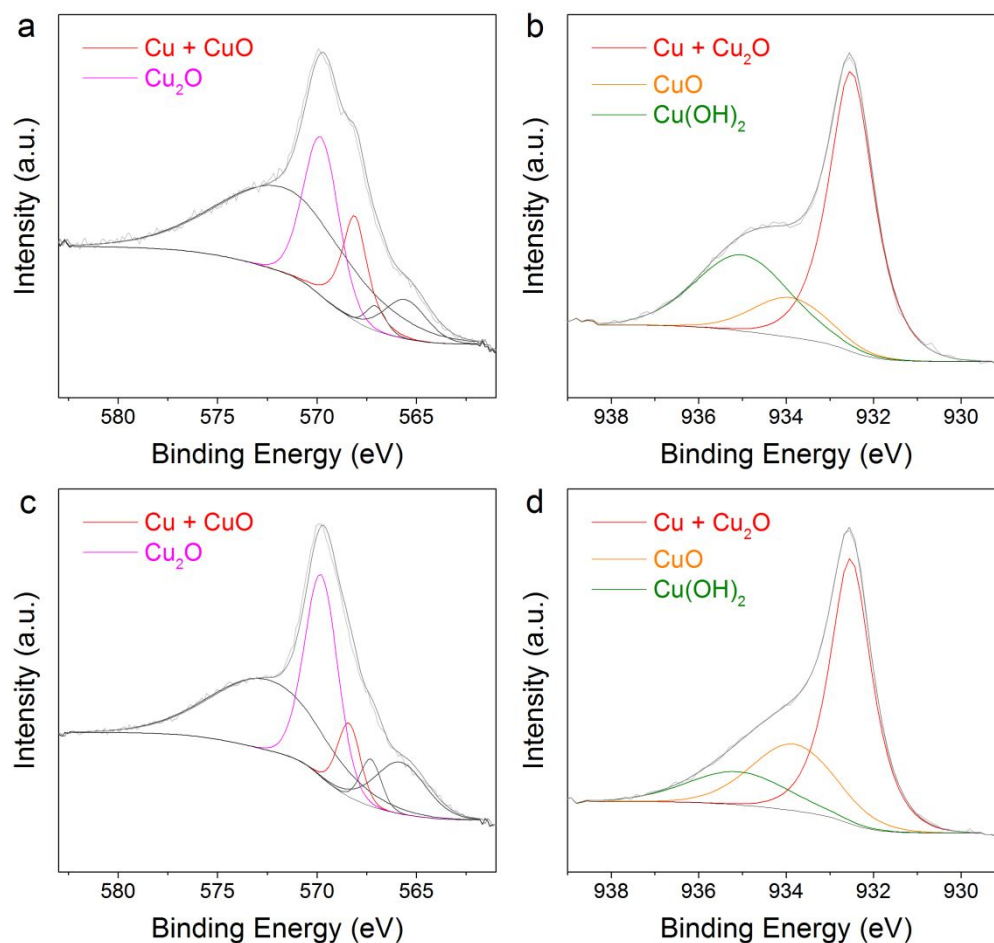 a
Cu + CuO
Cu₂O
Intensity (a.u.)
580 575 570 565
Binding Energy (eV)
b
Cu + Cu₂O
CuO
Cu(OH)₂
Intensity (a.u.)
938 936 934 932 930
Binding Energy (eV)
c
Cu + CuO
Cu₂O
Intensity (a.u.)
580 575 570 565
Binding Energy (eV)
d
Cu + Cu₂O
CuO
Cu(OH)₂
Intensity (a.u.)
938 936 934 932 930
Binding Energy (eV)